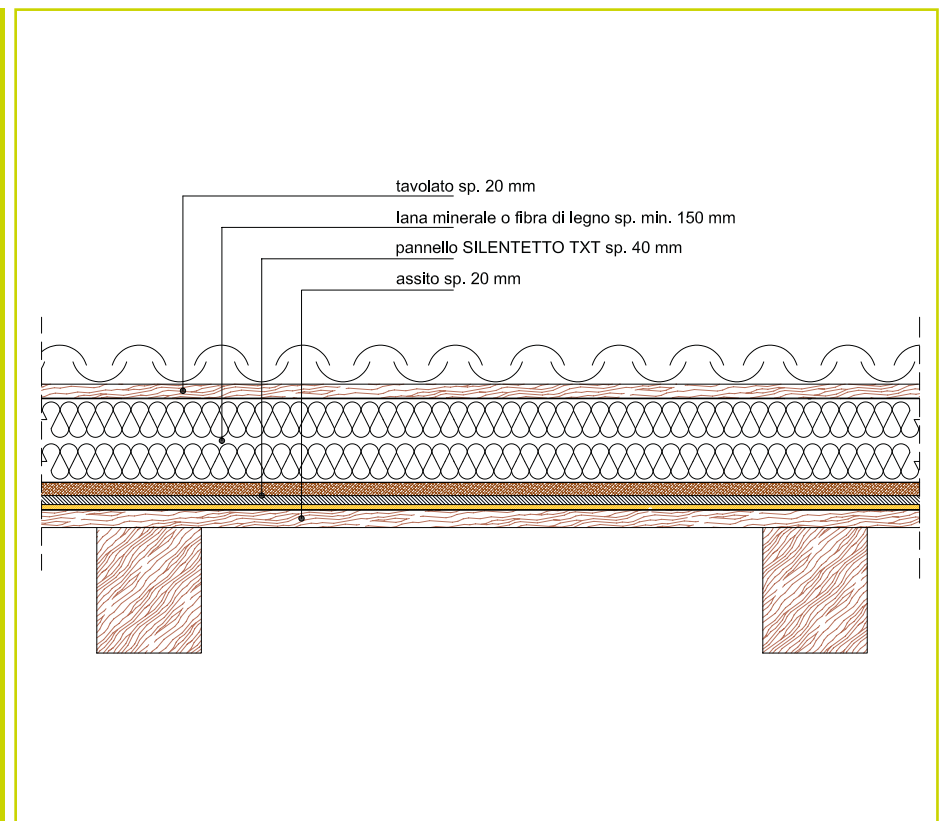 tavolato sp. 20 mm
lana minerale o fibra di legno sp. min. 150 mm
pannello SILENTETTO TXT sp. 40 mm
assito sp. 20 mm